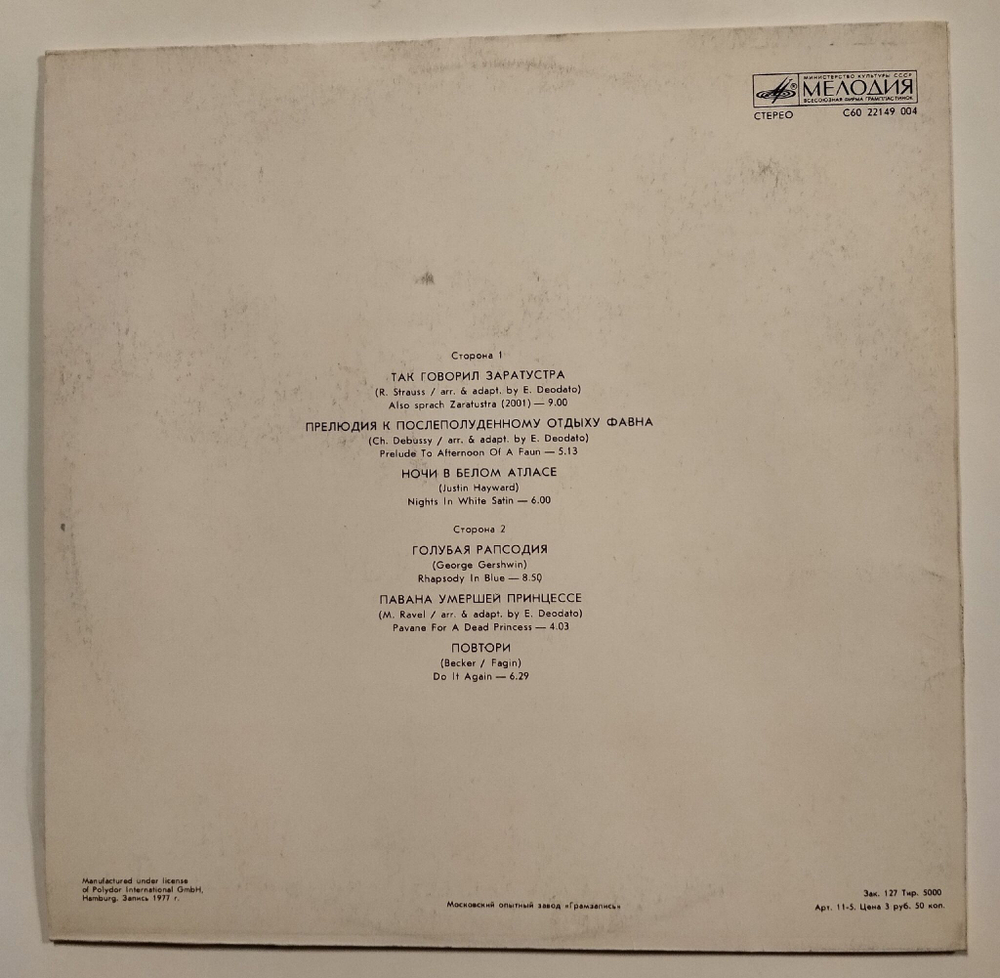 МИНИСТЕРСТВО КУЛЬТУРЫ СССР
МЕЛОДИЯ
ВСЕСОЮЗНАЯ ФИРМА ГРАМПЛАСТИНОК
СТЕРЕО С60 22149 004
Сторона 1
ТАК ГОВОРИЛ ЗАРАТУСТРА
(R. Strauss / arr. & adapt. by E. Deodato)
Also sprach Zaratustra (2001) — 9.00
ПРЕЛЮДИЯ К ПОСЛЕПОЛУДЕННОМУ ОТДЫХУ ФАВНА
(Ch. Debussy / arr. & adapt. by E. Deodato)
Prelude To Afternoon Of A Faun — 5.13
НОЧИ В БЕЛОМ АТЛАСЕ
(Justin Hayward)
Nights In White Satin — 6.00
Сторона 2
ГОЛУБАЯ РАПСОДИЯ
(George Gershwin)
Rhapsody In Blue — 8.50
ПАВАНА УМЕРШЕЙ ПРИНЦЕССЕ
(M. Ravel / arr. & adapt. by E. Deodato)
Pavane For A Dead Princess — 4.03
ПОВТОРИ
(Becker / Fagin)
Do It Again — 6.29
Manufactured under license
of Polydor International GmbH,
Hamburg. Запись 1977 г.
Московский опытный завод «Грамзапись»
Зак. 127 Тир. 5000
Арт. 11-5. Цена 3 руб. 50 коп.